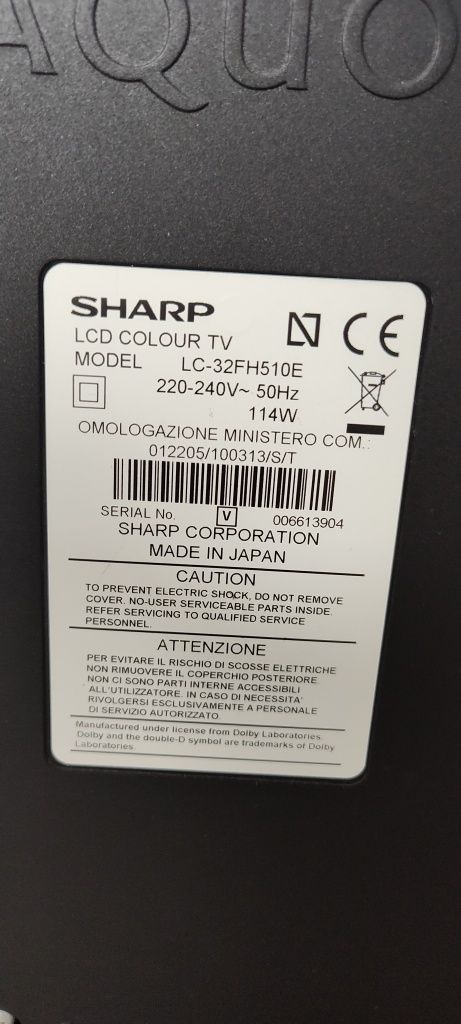 AQUO
SHARP
LCD COLOUR TV
MODEL LC-32FH510E
220-240V~ 50Hz
114W
OMOLOGAZIONE MINISTERO COM.:
012205/100313/S/T
SERIAL No. V 006613904
SHARP CORPORATION
MADE IN JAPAN
CAUTION
TO PREVENT ELECTRIC SHOCK, DO NOT REMOVE
COVER. NO-USER SERVICEABLE PARTS INSIDE.
REFER SERVICING TO QUALIFIED SERVICE
PERSONNEL.
ATTENZIONE
PER EVITARE IL RISCHIO DI SCOSSE ELETTRICHE
NON RIMUOVERE IL COPERCHIO POSTERIORE.
NON CI SONO PARTI INTERNE ACCESSIBILI
ALL'UTILIZZATORE. IN CASO DI NECESSITA'
RIVOLGERSI ESCLUSIVAMENTE A PERSONALE
DI SERVIZIO AUTORIZZATO.
Manufactured under license from Dolby Laboratories.
Dolby and the double-D symbol are trademarks of Dolby
Laboratories.
N CE